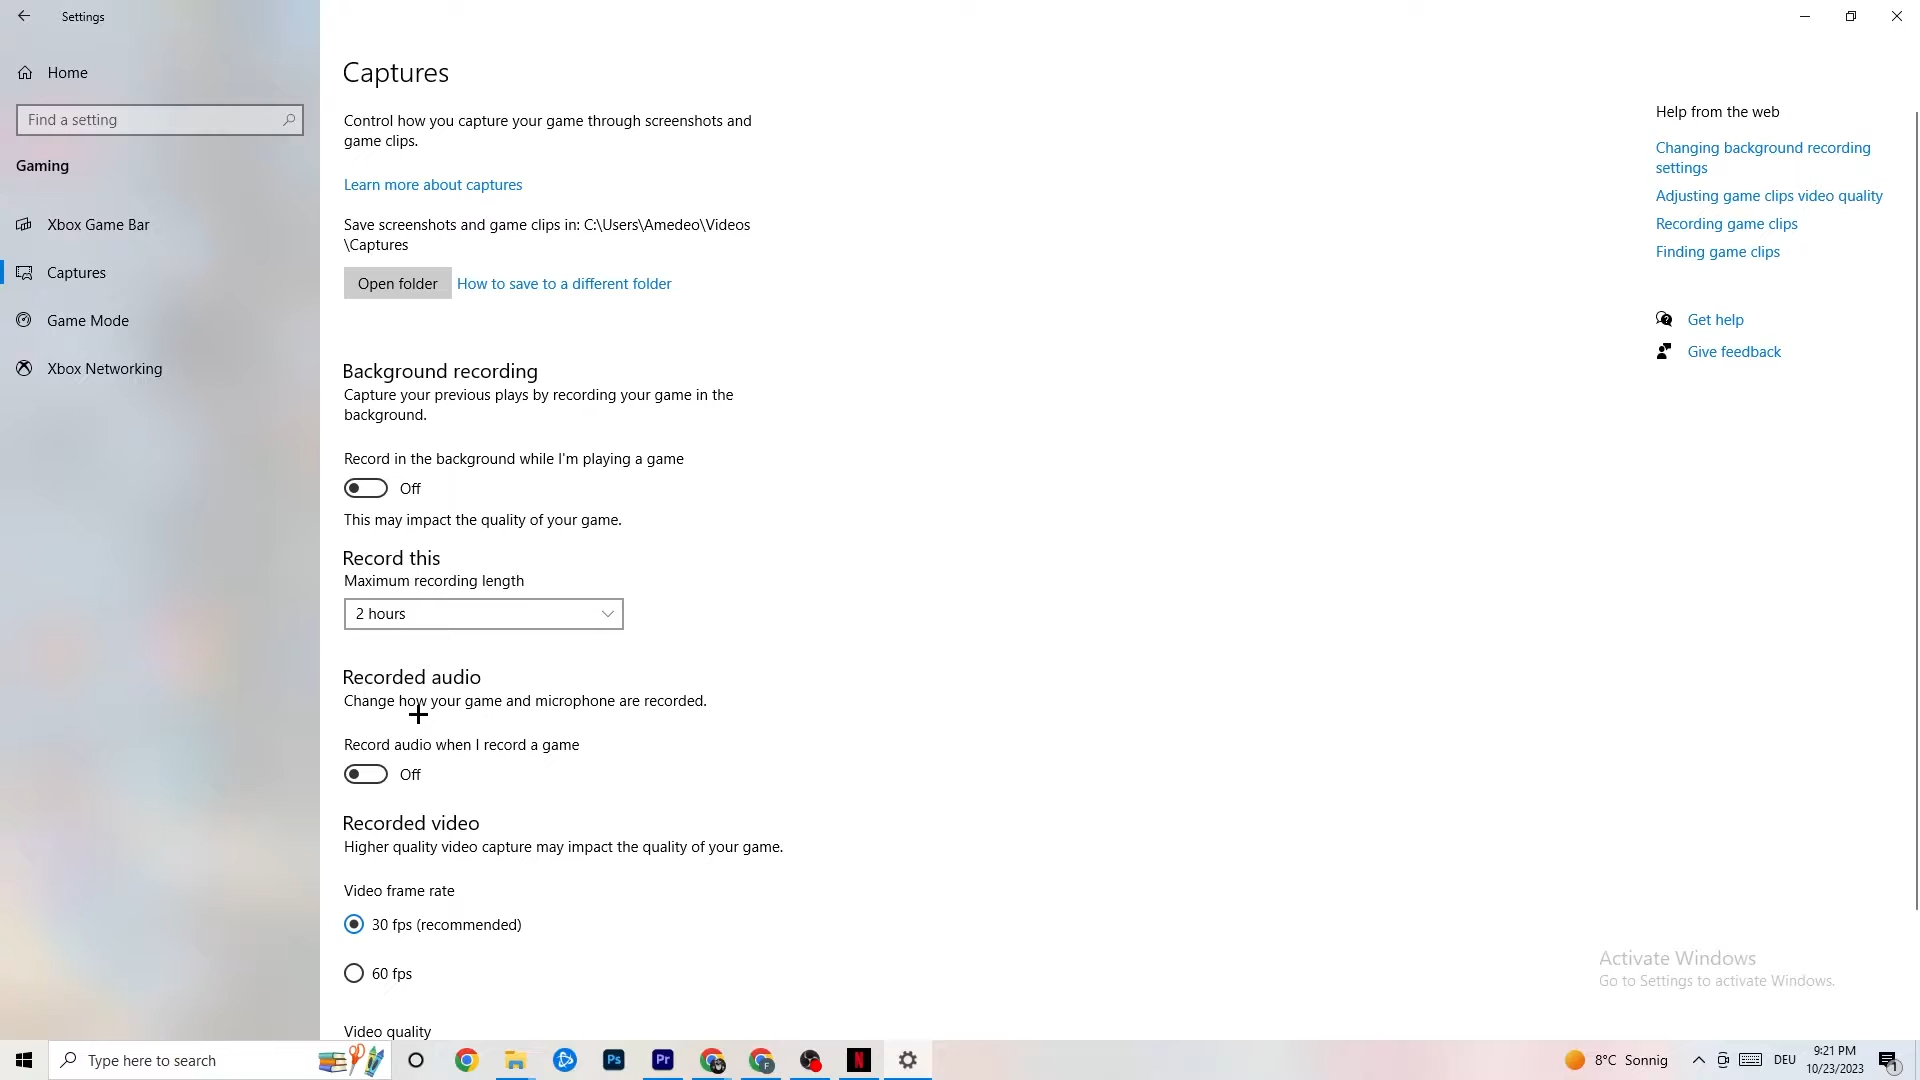 Settings
Home
Find a setting
Gaming
Xbox Game Bar
Captures
Game Mode
Xbox Networking
Captures
Control how you capture your game through screenshots and
game clips.
Learn more about captures
Save screenshots and game clips in: C:\Users\Amedeo\Videos
\Captures
Open folder
How to save to a different folder
Background recording
Capture your previous plays by recording your game in the
background.
Record in the background while I'm playing a game
Off
This may impact the quality of your game.
Record this
Maximum recording length
2 hours
Recorded audio
Change how your game and microphone are recorded.
Record audio when I record a game
Off
Recorded video
Higher quality video capture may impact the quality of your game.
Video frame rate
30 fps (recommended)
60 fps
Video quality
Help from the web
Changing background recording
settings
Adjusting game clips video quality
Recording game clips
Finding game clips
Get help
Give feedback
Activate Windows
Go to Settings to activate Windows.
Type here to search
Ps
Pr
F
N
8°C Sonnig
DEU
9:21 PM
10/23/2023
1